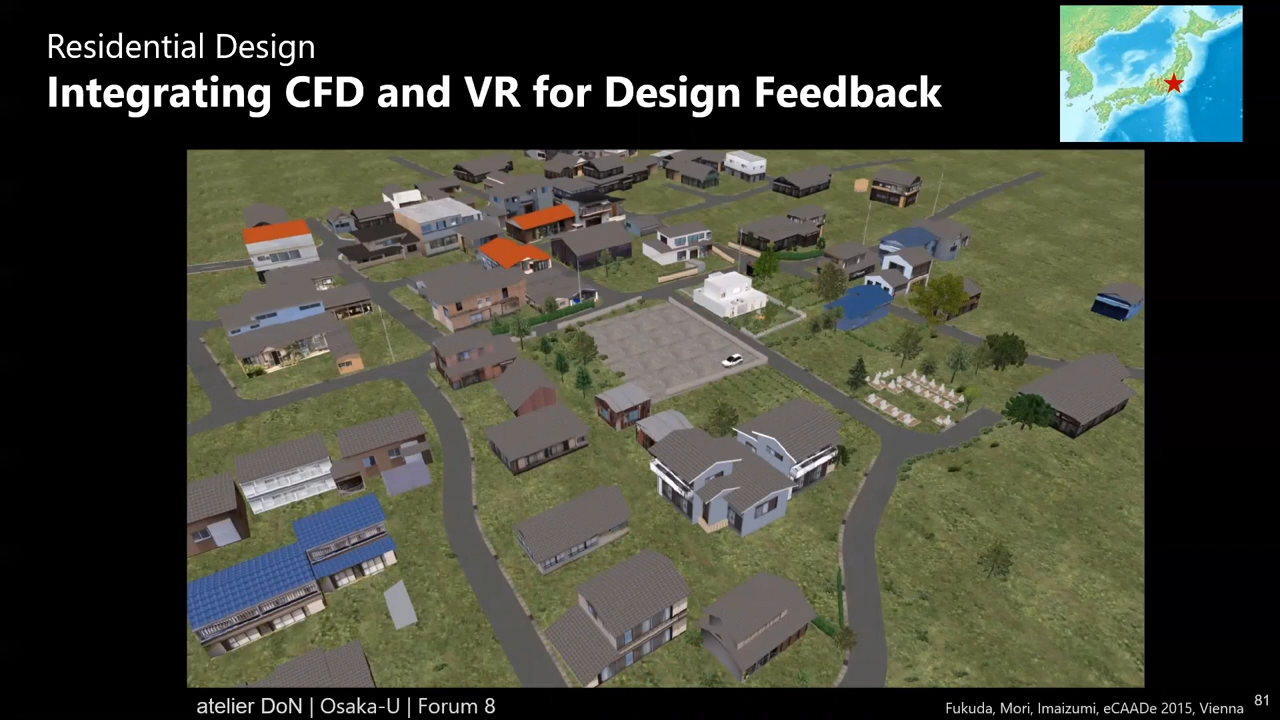 Residential Design
Integrating CFD and VR for Design Feedback
atelier DoN | Osaka-U | Forum 8
Fukuda, Mori, Imaizumi, eCAADe 2015, Vienna
81